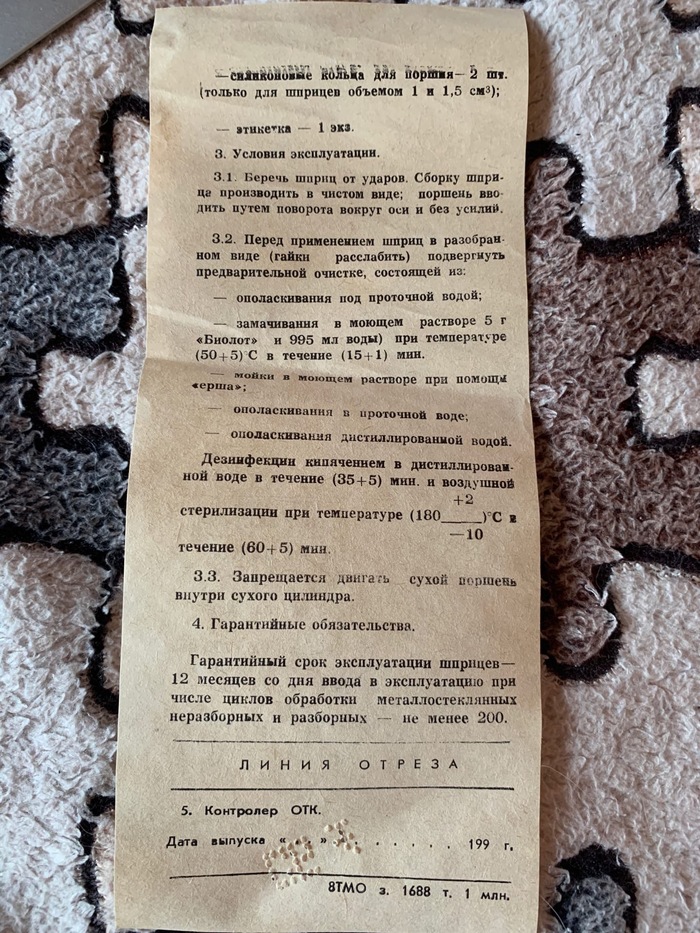 —силиконовые кольца для поршня— 2 шт.
(только для шприцев объемом 1 и 1,5 см³);
— этикетка — 1 экз.
3. Условия эксплуатации.
3.1. Беречь шприц от ударов. Сборку шпри-
ца производить в чистом виде; поршень вво-
дить путем поворота вокруг оси и без усилий.
3.2. Перед применением шприц в разобран-
ном виде (гайки расслабить) подвергнуть
предварительной очистке, состоящей из:
— ополаскивания под проточной водой;
— замачивания в моющем растворе 5 г
«Биолот» и 995 мл воды) при температуре
(50+5)°С в течение (15+1) мин.
— мойки в моющем растворе при помощи
«ерша»;
— ополаскивания в проточной воде;
— ополаскивания дистиллированной водой.
Дезинфекции кипячением в дистиллирован-
ной воде в течение (35+5) мин. и воздушной
+2
стерилизации при температуре (180____)°С в
—10
течение (60+5) мин.
3.3. Запрещается двигать сухой поршень
внутри сухого цилиндра.
4. Гарантийные обязательства.
Гарантийный срок эксплуатации шприцев—
12 месяцев со дня ввода в эксплуатацию при
числе циклов обработки металлостеклянных
неразборных и разборных — не менее 200.
ЛИНИЯ ОТРЕЗА
5. Контролер ОТК.
Дата выпуска « . . » . . . . . . . 199 г.
8ТМО з. 1688 т. 1 млн.